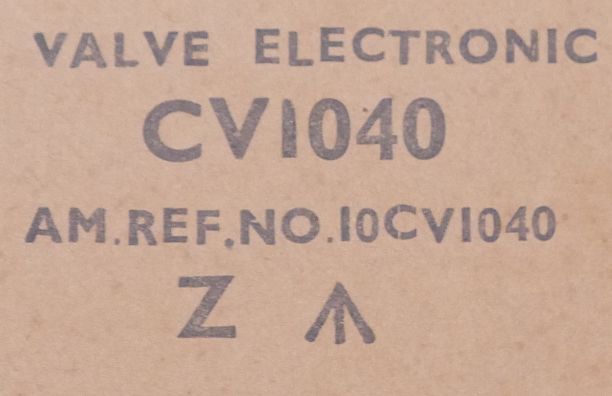 VALVE ELECTRONIC
CV1040
AM.REF.NO.10CV1040
Z